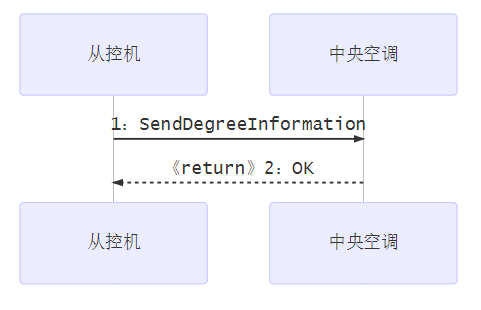 从控机
中央空调
1: SendDegreeInformation
《return》2: OK
从控机
中央空调